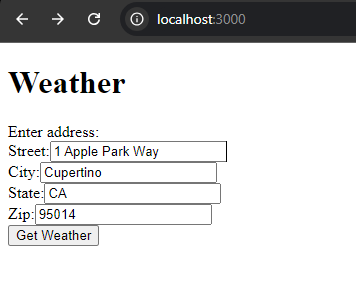 localhost:3000
Weather
Enter address:
Street: 1 Apple Park Way
City: Cupertino
State: CA
Zip: 95014
Get Weather